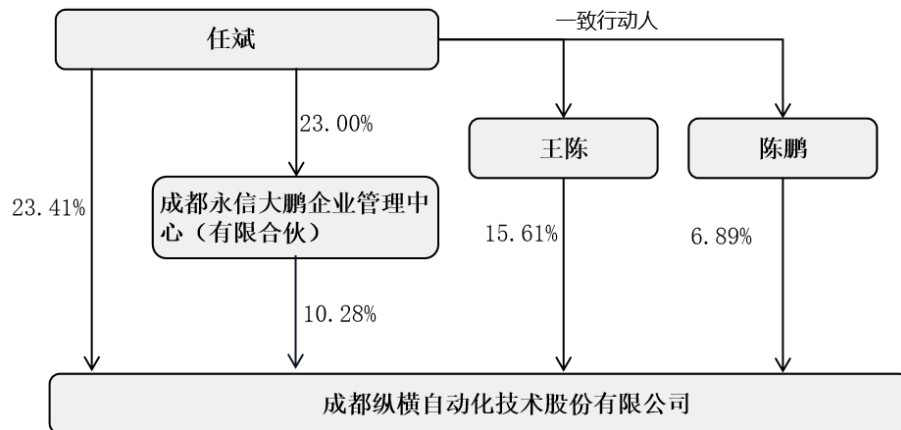 一致行动人
任斌
23.00%
王陈
陈鹏
成都永信大鹏企业管理中
心（有限合伙）
23.41%
15.61%
6.89%
10.28%
成都纵横自动化技术股份有限公司